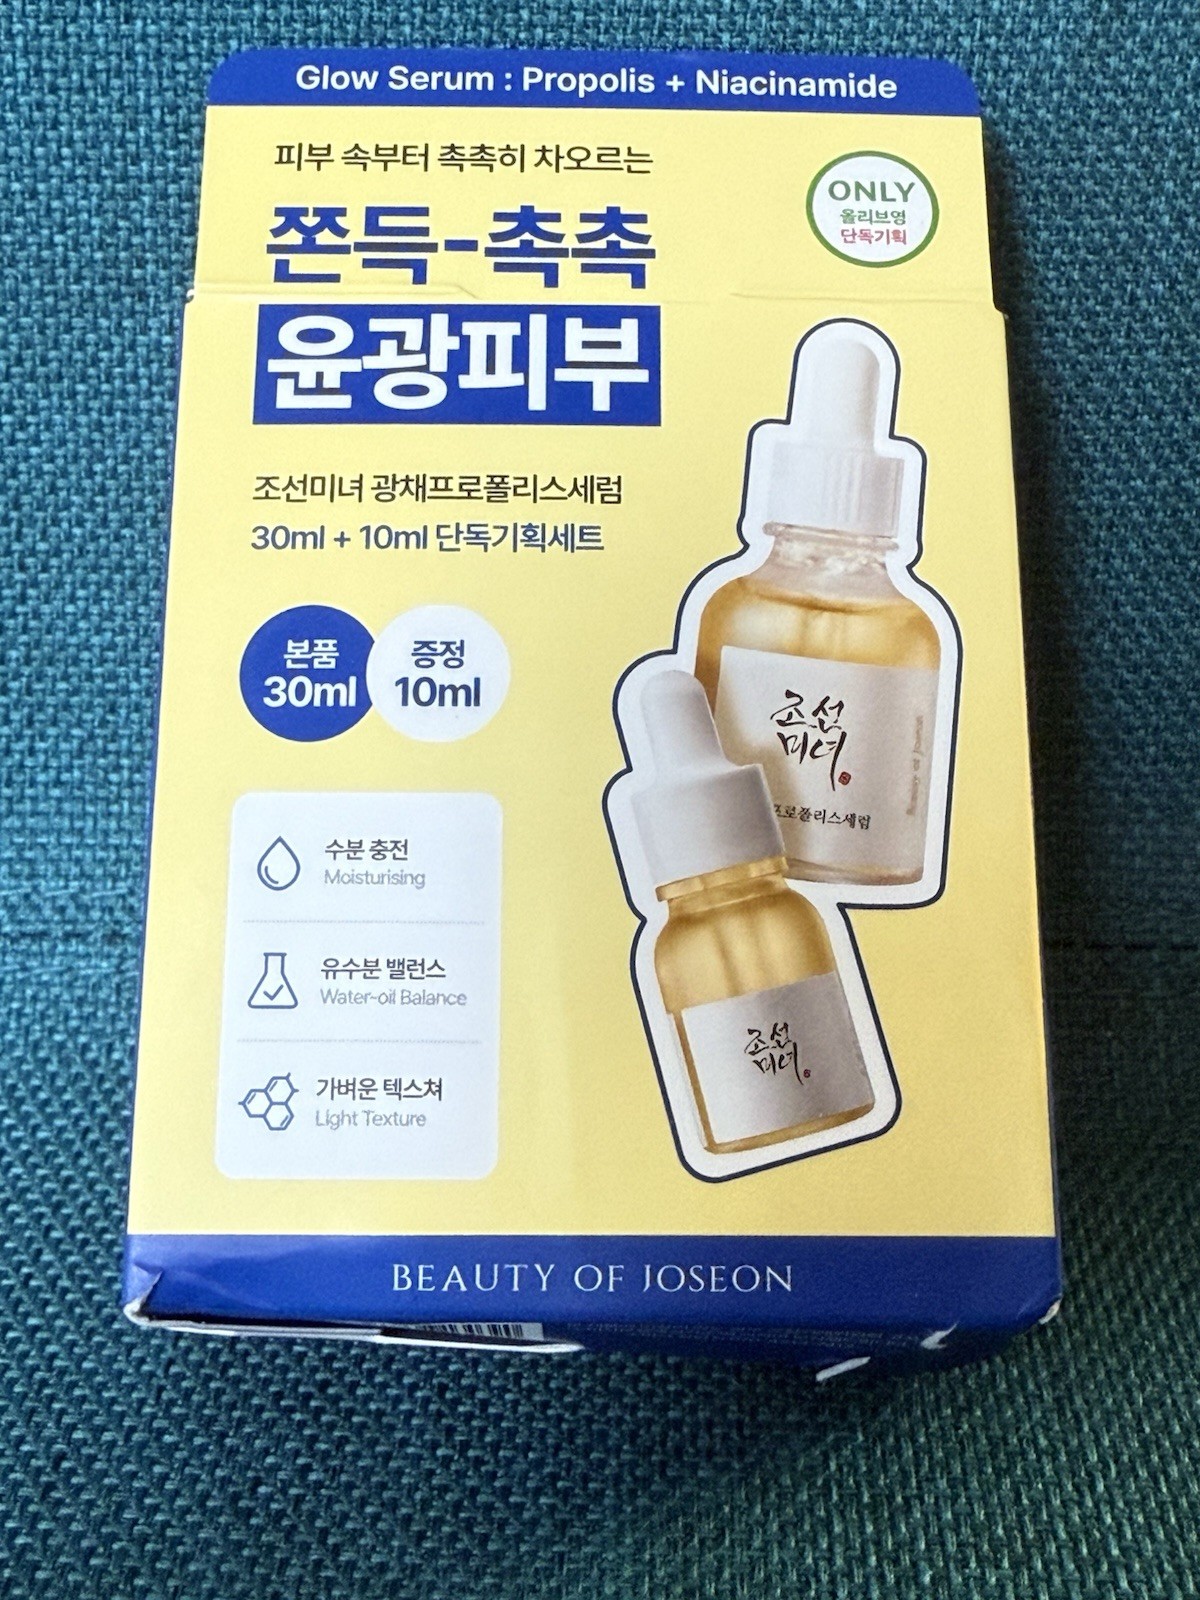 Glow Serum : Propolis + Niacinamide
피부 속부터 촉촉히 차오르는
쫀득-촉촉
윤광피부
ONLY
올리브영
단독기획
조선미녀 광채프로폴리스세럼
30ml + 10ml 단독기획세트
본품
30ml
증정
10ml
수분 충전
Moisturising
유수분 밸런스
Water-oil Balance
가벼운 텍스쳐
Light Texture
조선
미녀
프로폴리스세럼
Beauty of Joseon
조선
미녀
BEAUTY OF JOSEON